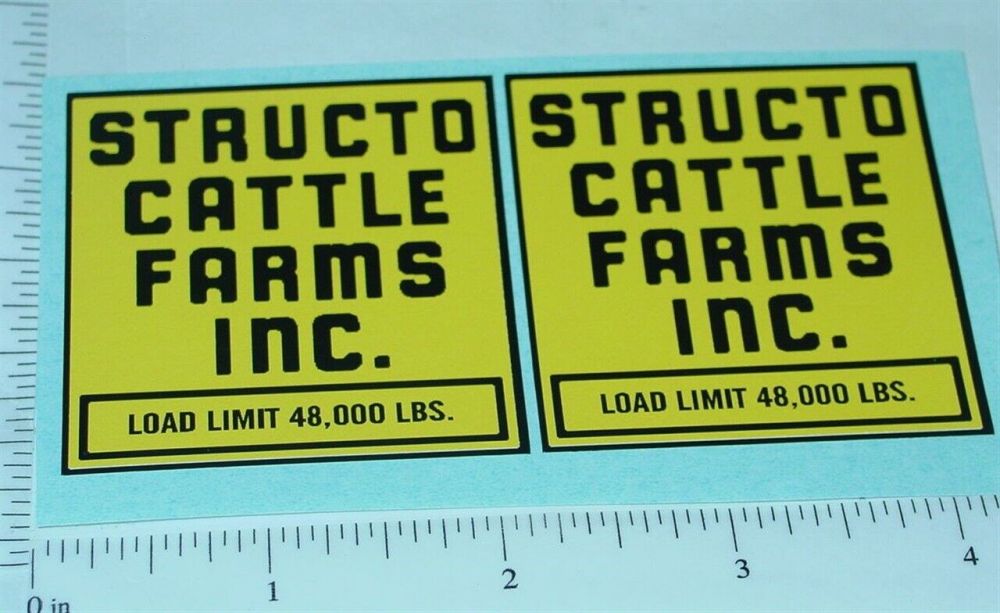 STRUCTO
CATTLE
FARMS
INC.
LOAD LIMIT 48,000 LBS.
STRUCTO
CATTLE
FARMS
INC.
LOAD LIMIT 48,000 LBS.
0 in 1 2 3 4